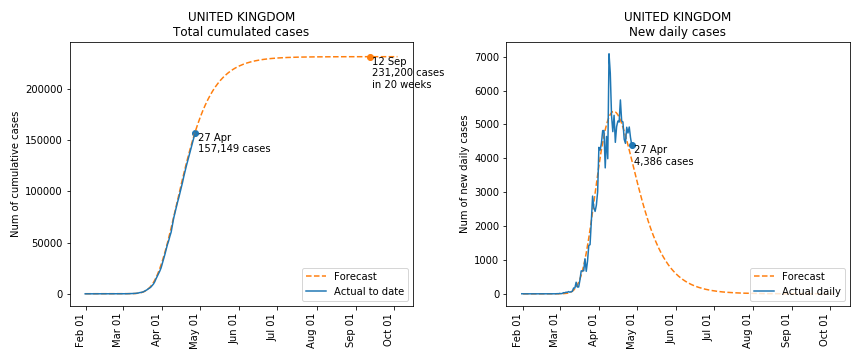 UNITED KINGDOM
Total cumulated cases
Num of cumulative cases
200000
150000
100000
50000
0
12 Sep
231,200 cases
in 20 weeks
27 Apr
157,149 cases
Forecast
Actual to date
Feb 01
Mar 01
Apr 01
May 01
Jun 01
Jul 01
Aug 01
Sep 01
Oct 01
UNITED KINGDOM
New daily cases
Num of new daily cases
7000
6000
5000
4000
3000
2000
1000
0
27 Apr
4,386 cases
Forecast
Actual daily
Feb 01
Mar 01
Apr 01
May 01
Jun 01
Jul 01
Aug 01
Sep 01
Oct 01